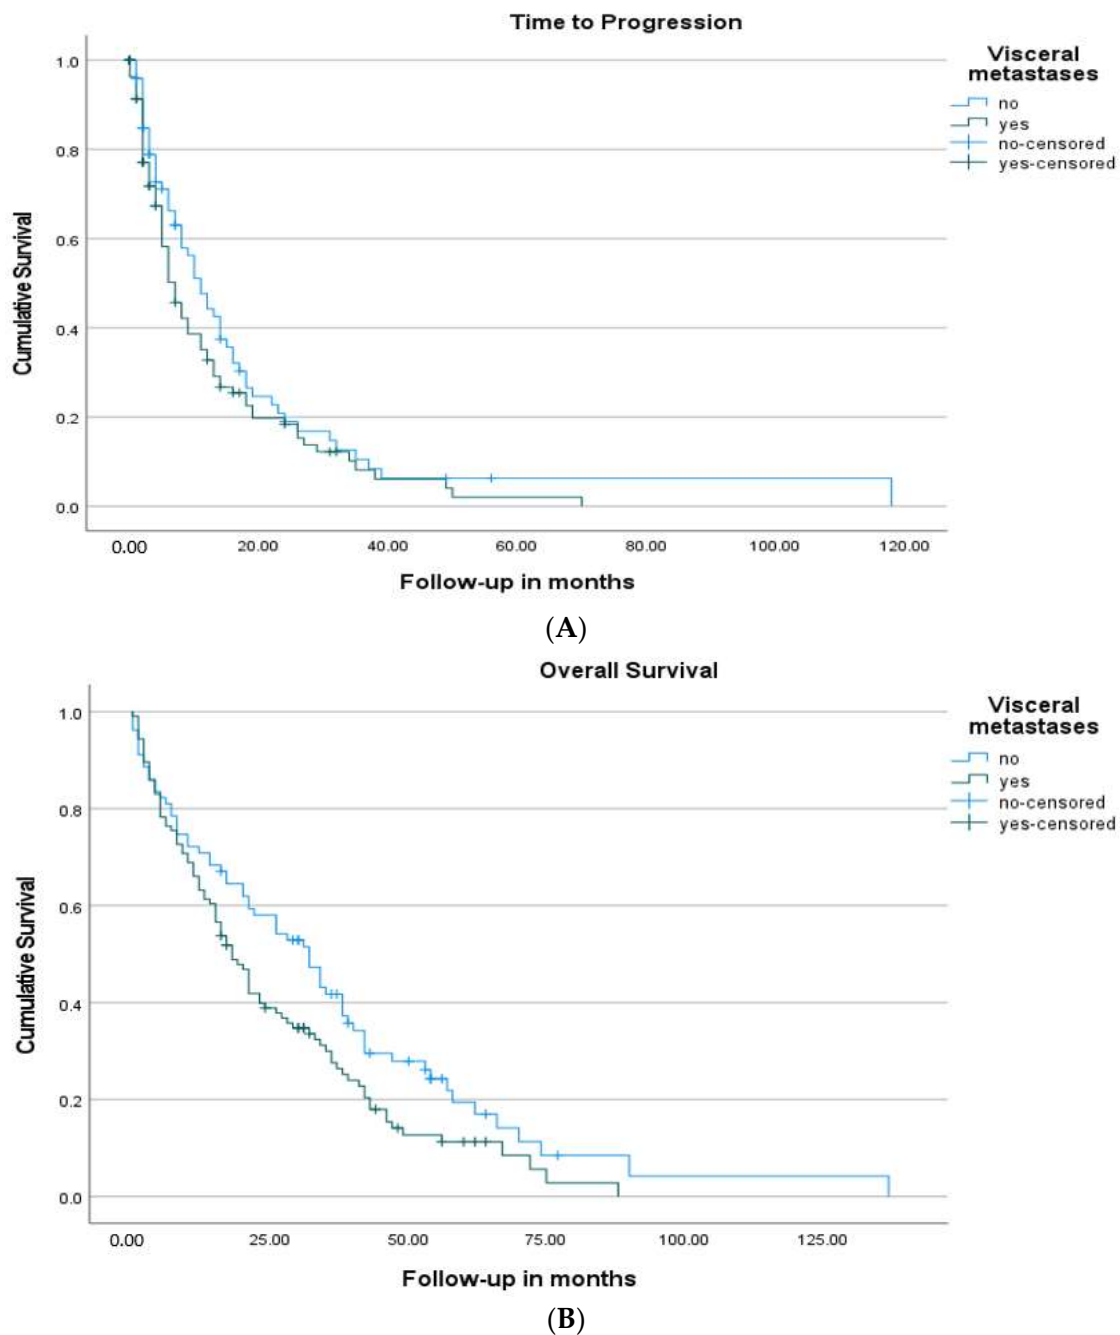 Time to Progression
Visceral
metastases
no
yes
no-censored
yes-censored
1.0
0.8
0.6
0.4
0.2
0.0
Cumulative Survival
0.00 20.00 40.00 60.00 80.00 100.00 120.00
Follow-up in months
(A)
Overall Survival
Visceral
metastases
no
yes
no-censored
yes-censored
1.0
0.8
0.6
0.4
0.2
0.0
Cumulative Survival
0.00 25.00 50.00 75.00 100.00 125.00
Follow-up in months
(B)